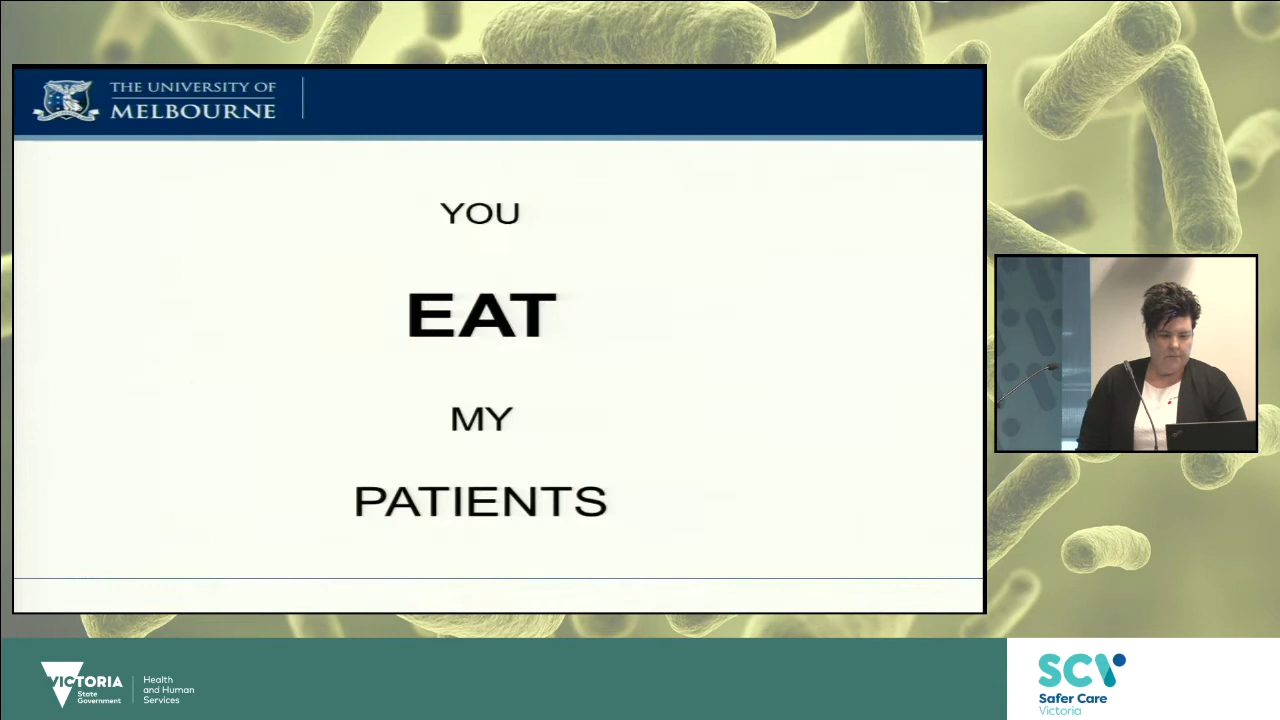 THE UNIVERSITY OF
MELBOURNE
YOU
EAT
MY
PATIENTS
VICTORIA
State
Government
Health
and Human
Services
SCV
Safer Care
Victoria